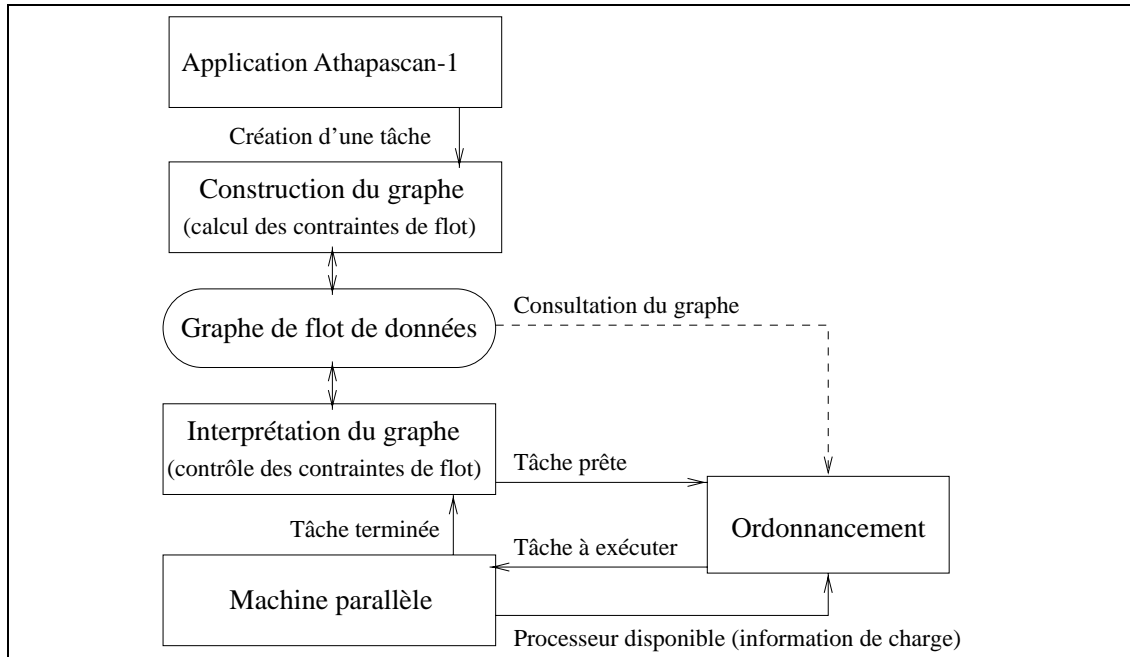 Application Athapascan-1
Création d’une tâche
Construction du graphe
(calcul des contraintes de flot)
Consultation du graphe
Graphe de flot de données
Interprétation du graphe
(contrôle des contraintes de flot)
Tâche prête
Tâche terminée
Ordonnancement
Tâche à exécuter
Machine parallèle
Processeur disponible (information de charge)